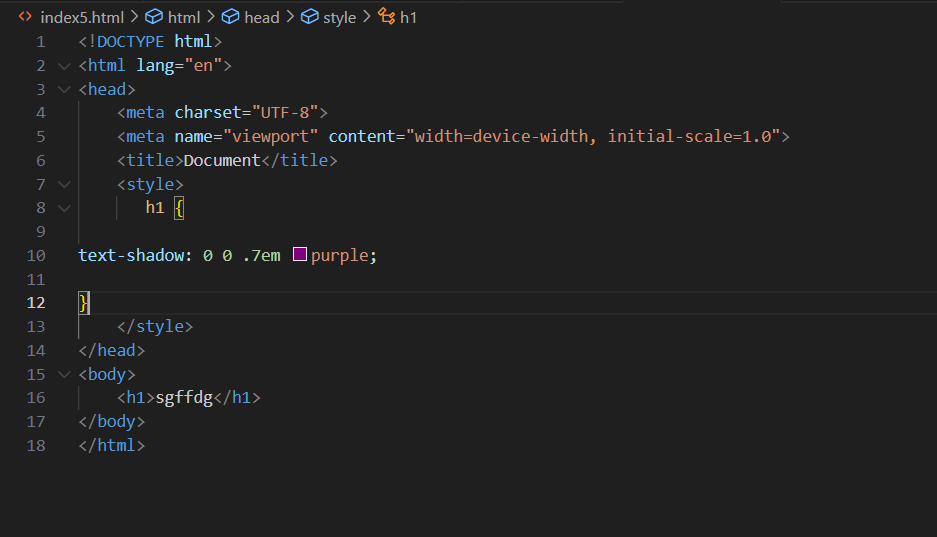 index5.html > html > head > style > h1
1 <!DOCTYPE html>
2 <html lang="en">
3 <head>
4     <meta charset="UTF-8">
5     <meta name="viewport" content="width=device-width, initial-scale=1.0">
6     <title>Document</title>
7     <style>
8        h1 {
9
10 text-shadow: 0 0 .7em purple;
11
12 }
13     </style>
14 </head>
15 <body>
16     <h1>sgffdg</h1>
17 </body>
18 </html>